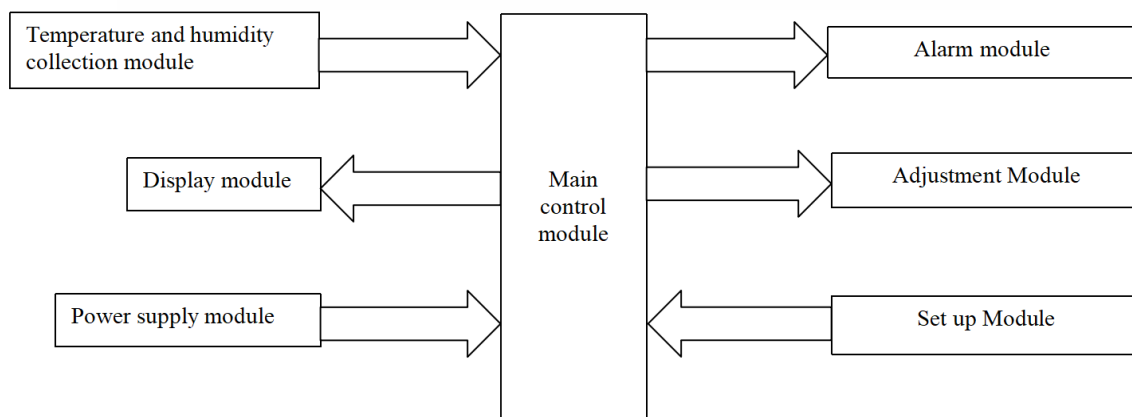 Temperature and humidity
collection module
Alarm module
Display module
Main
control
module
Adjustment Module
Power supply module
Set up Module